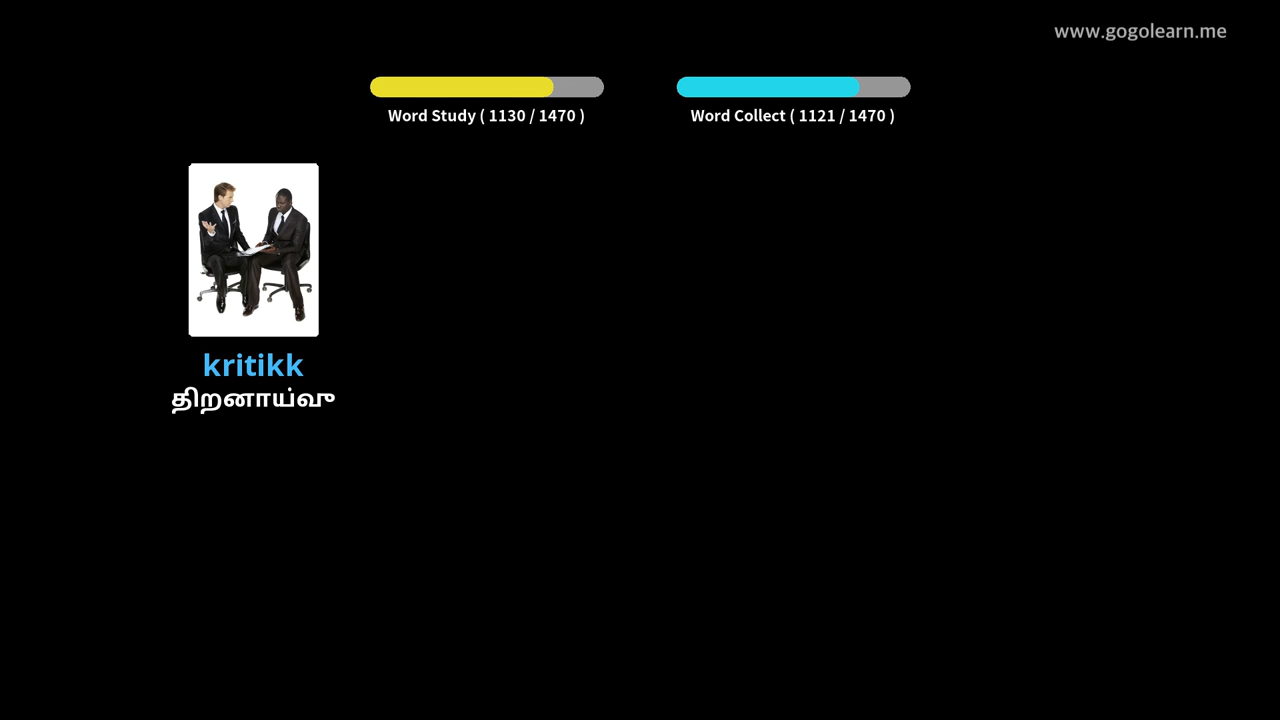 www.gogolearn.me
Word Study ( 1130 / 1470 )
Word Collect ( 1121 / 1470 )
kritikk
திறனாய்வு